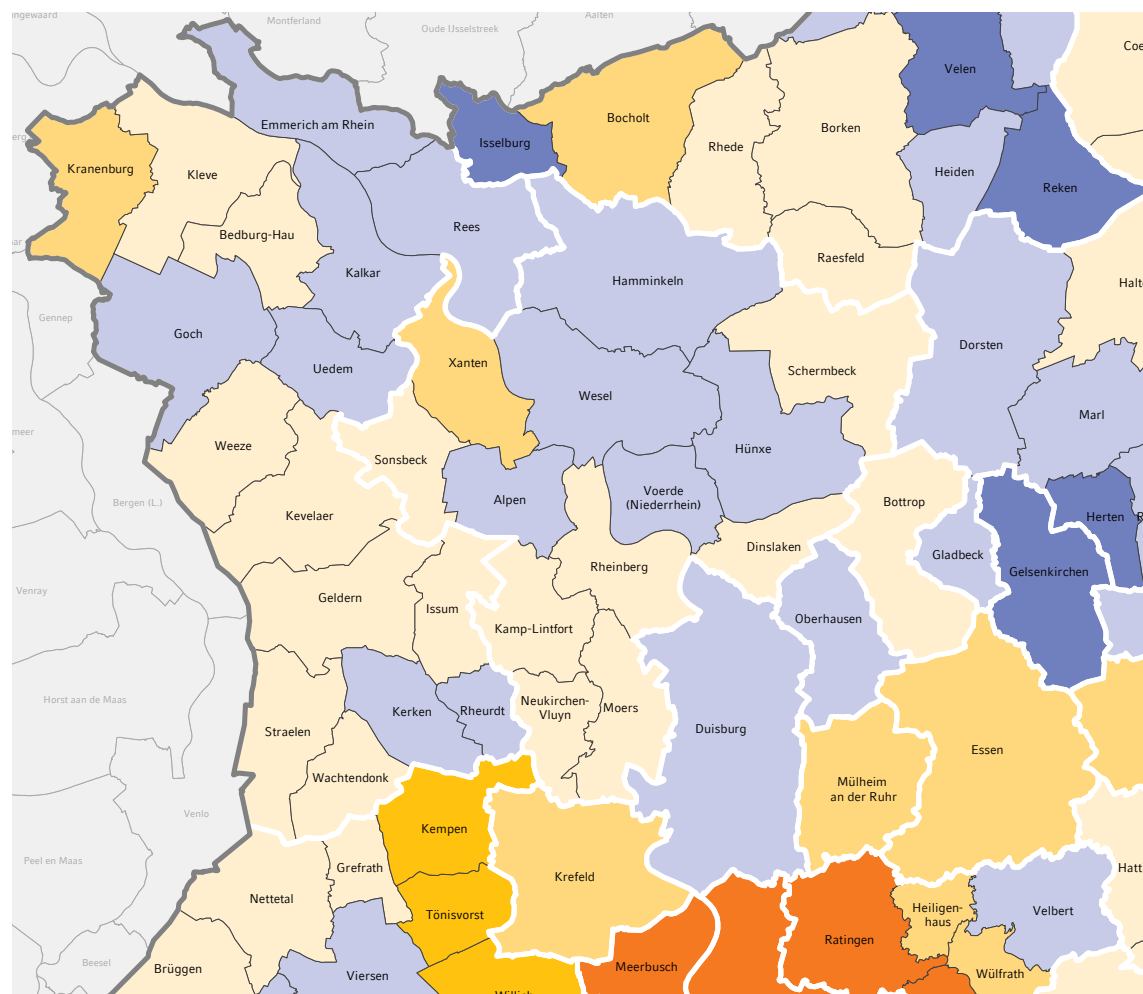 Montferland
Oude IJsselstreek
Aalten
Emmerich am Rhein
Isselburg
Bocholt
Rhede
Borken
Velen
Heiden
Reken
Kranenburg
Kleve
Bedburg-Hau
Rees
Kalkar
Hamminkeln
Raesfeld
Gennep
Goch
Uedem
Xanten
Wesel
Schermbeck
Dorsten
Marl
Weeze
Sonsbeck
Hünxe
Alpen
Voerde
(Niederrhein)
Bottrop
Bergen (L.)
Kevelaer
Dinslaken
Gladbeck
Herten
Gelsenkirchen
Rheinberg
Venray
Geldern
Issum
Kamp-Lintfort
Oberhausen
Horst aan de Maas
Kerken
Rheurdt
Neukirchen-
Vluyn
Moers
Duisburg
Straelen
Essen
Wachtendonk
Mülheim
an der Ruhr
Venlo
Kempen
Peel en Maas
Grefrath
Krefeld
Nettetal
Tönisvorst
Heiligen-
haus
Velbert
Ratingen
Beesel
Brüggen
Viersen
Meerbusch
Wülfrath